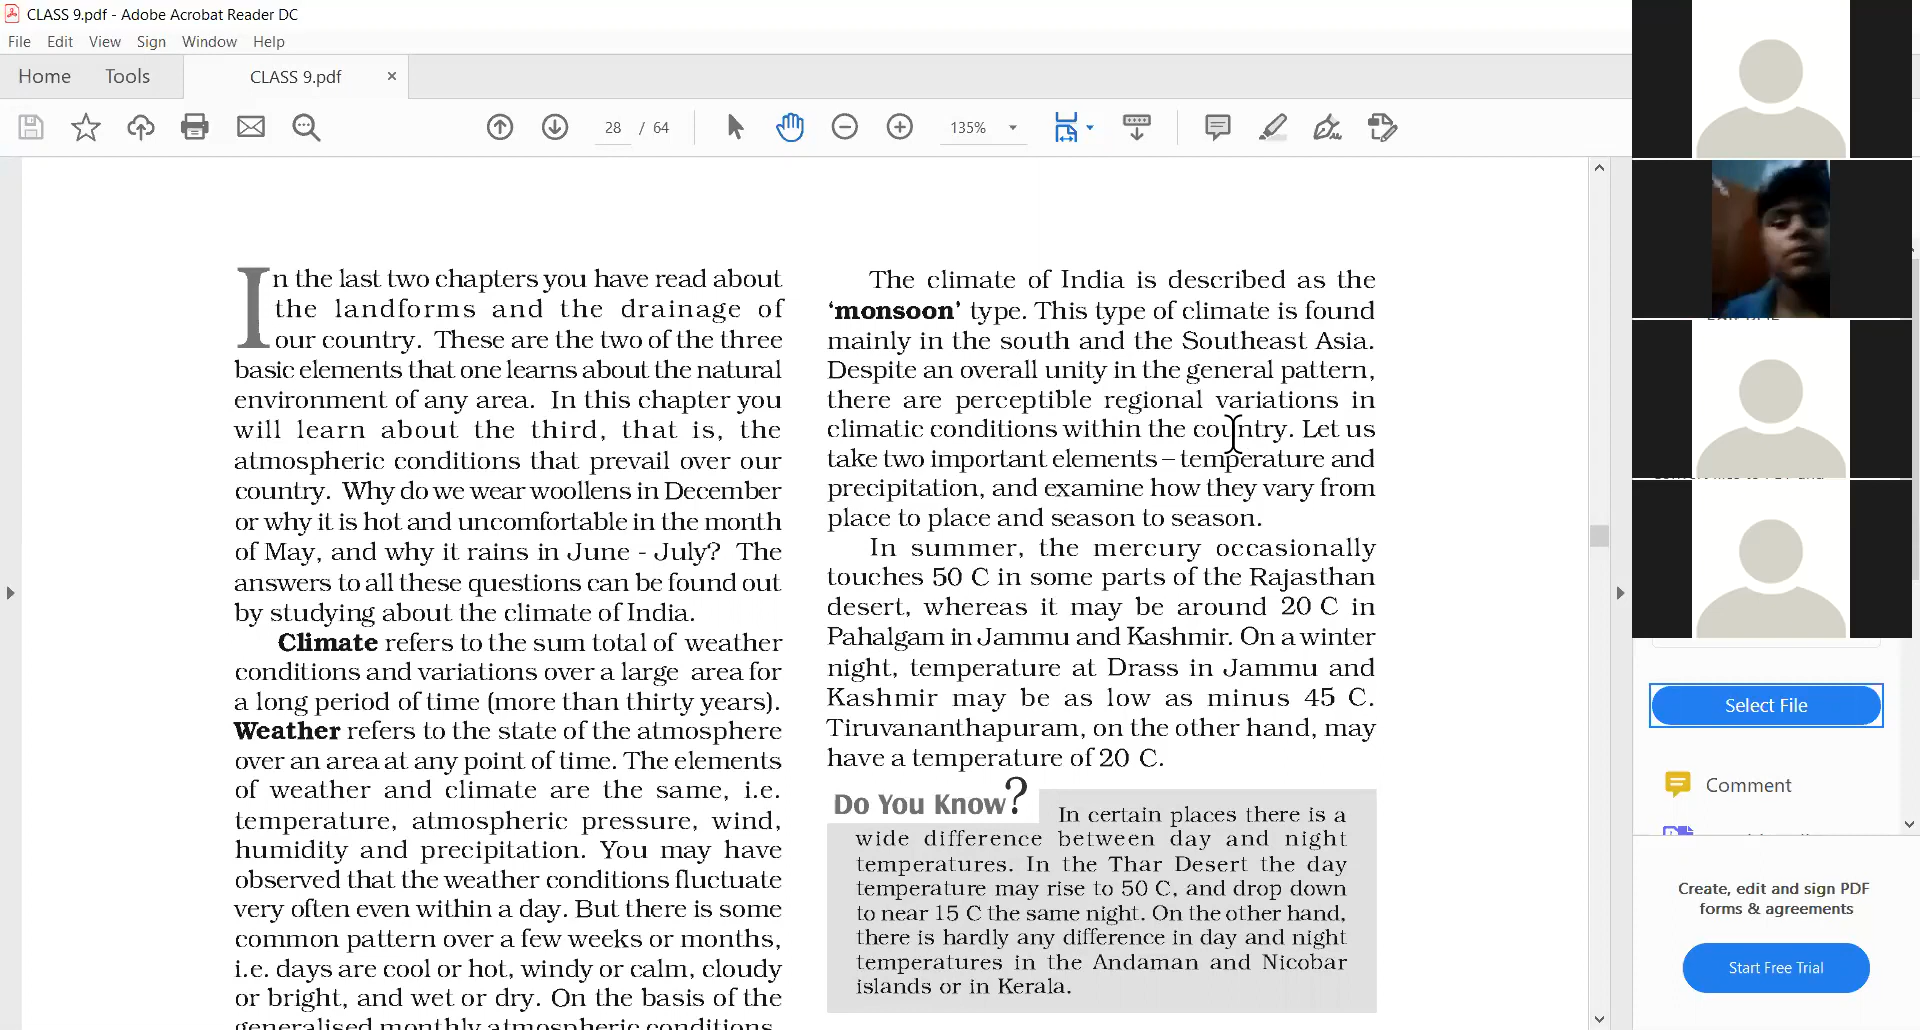 CLASS 9.pdf - Adobe Acrobat Reader DC
File Edit View Sign Window Help
Home Tools CLASS 9.pdf ×
28 / 64 135%
In the last two chapters you have read about
the landforms and the drainage of
our country. These are the two of the three
basic elements that one learns about the natural
environment of any area. In this chapter you
will learn about the third, that is, the
atmospheric conditions that prevail over our
country. Why do we wear woollens in December
or why it is hot and uncomfortable in the month
of May, and why it rains in June - July? The
answers to all these questions can be found out
by studying about the climate of India.
Climate refers to the sum total of weather
conditions and variations over a large area for
a long period of time (more than thirty years).
Weather refers to the state of the atmosphere
over an area at any point of time. The elements
of weather and climate are the same, i.e.
temperature, atmospheric pressure, wind,
humidity and precipitation. You may have
observed that the weather conditions fluctuate
very often even within a day. But there is some
common pattern over a few weeks or months,
i.e. days are cool or hot, windy or calm, cloudy
or bright, and wet or dry. On the basis of the
generalised monthly atmospheric conditions,
The climate of India is described as the
‘monsoon’ type. This type of climate is found
mainly in the south and the Southeast Asia.
Despite an overall unity in the general pattern,
there are perceptible regional variations in
climatic conditions within the country. Let us
take two important elements – temperature and
precipitation, and examine how they vary from
place to place and season to season.
In summer, the mercury occasionally
touches 50 C in some parts of the Rajasthan
desert, whereas it may be around 20 C in
Pahalgam in Jammu and Kashmir. On a winter
night, temperature at Drass in Jammu and
Kashmir may be as low as minus 45 C.
Tiruvananthapuram, on the other hand, may
have a temperature of 20 C.
Do You Know?
In certain places there is a
wide difference between day and night
temperatures. In the Thar Desert the day
temperature may rise to 50 C, and drop down
to near 15 C the same night. On the other hand,
there is hardly any difference in day and night
temperatures in the Andaman and Nicobar
islands or in Kerala.
Select File
Comment
Create, edit and sign PDF
forms & agreements
Start Free Trial